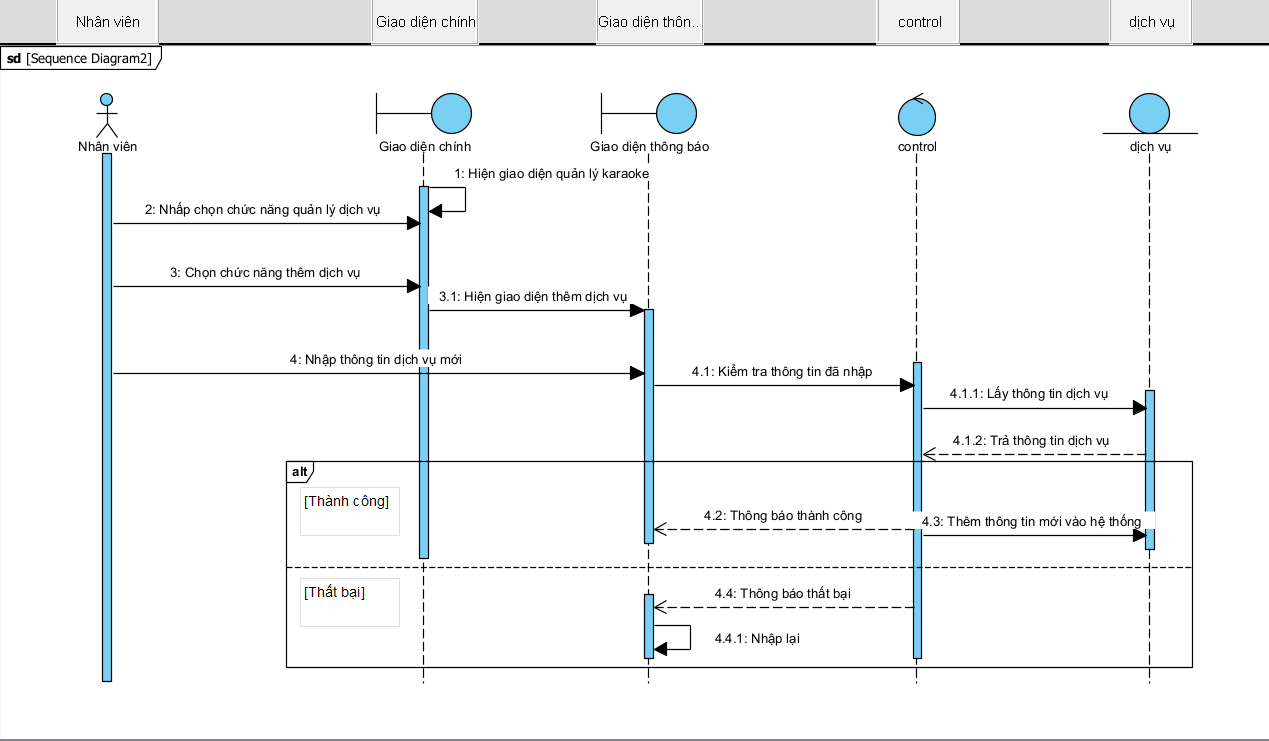 Nhân viên
Giao diện chính
Giao diện thôn...
control
dịch vụ
sd [Sequence Diagram2]
Nhân viên
Giao diện chính
Giao diện thông báo
control
dịch vụ
1: Hiện giao diện quản lý karaoke
2: Nhấp chọn chức năng quản lý dịch vụ
3: Chọn chức năng thêm dịch vụ
3.1: Hiện giao diện thêm dịch vụ
4: Nhập thông tin dịch vụ mới
4.1: Kiểm tra thông tin đã nhập
4.1.1: Lấy thông tin dịch vụ
4.1.2: Trả thông tin dịch vụ
alt
[Thành công]
4.2: Thông báo thành công
4.3: Thêm thông tin mới vào hệ thống
[Thất bại]
4.4: Thông báo thất bại
4.4.1: Nhập lại